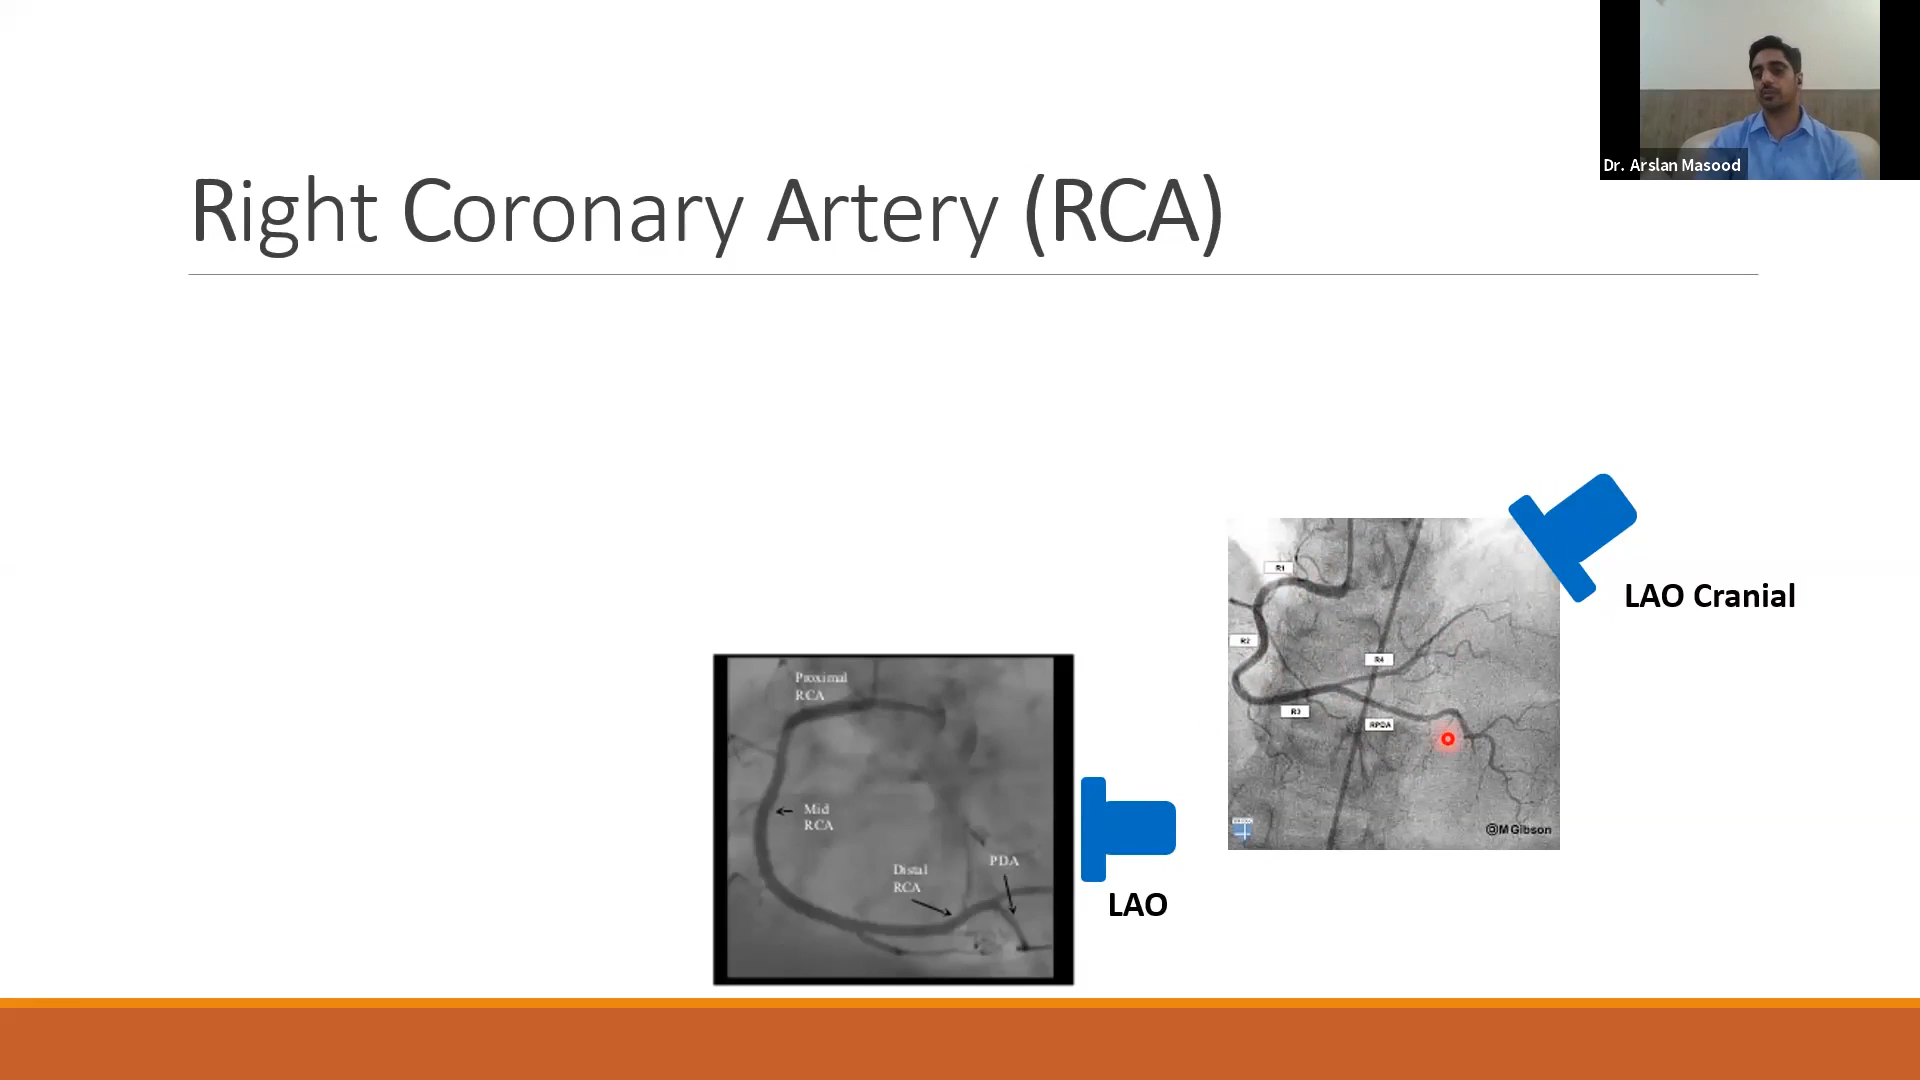 Dr. Arslan Masood
Right Coronary Artery (RCA)
R1
R2
R4
R3
RPDA
@M Gibson
LAO Cranial
Proximal
RCA
Mid
RCA
Distal
RCA
PDA
LAO